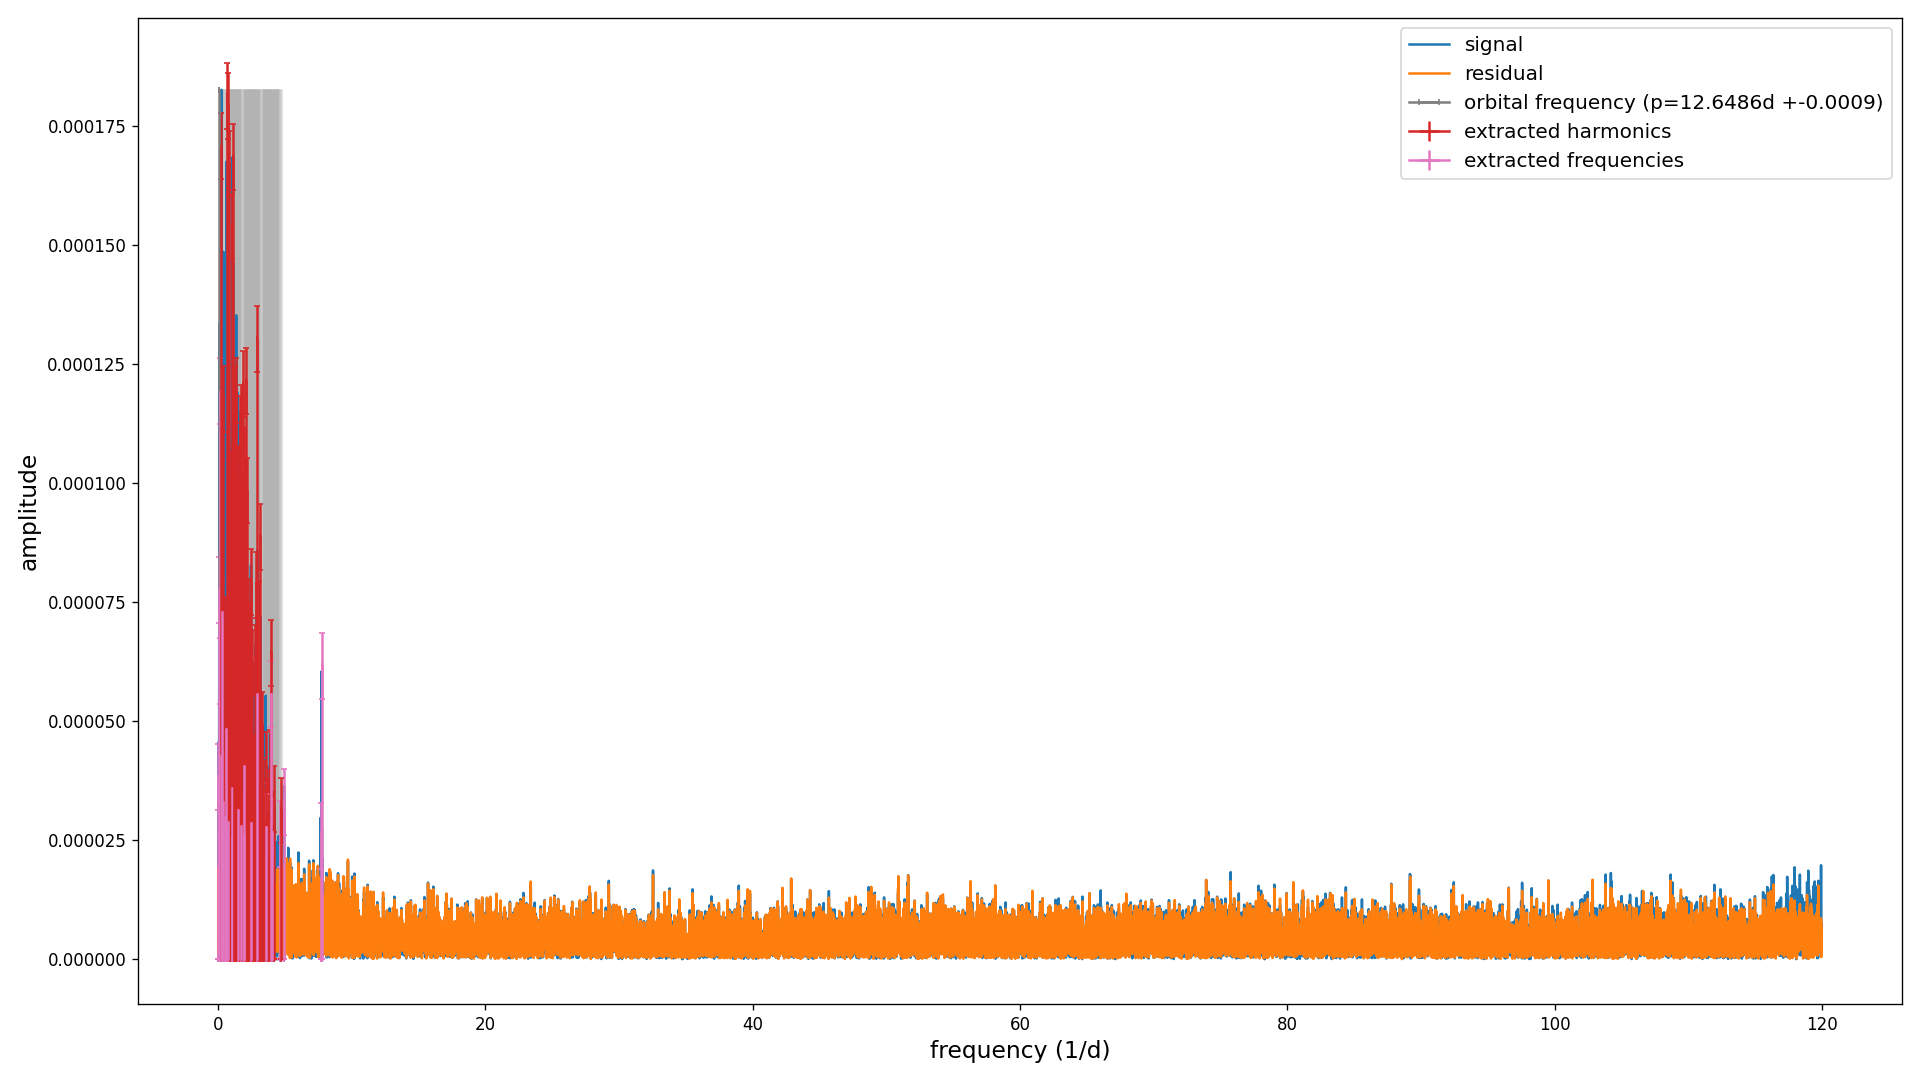 signal
residual
orbital frequency (p=12.6486d +-0.0009)
extracted harmonics
extracted frequencies
0.000175
0.000150
0.000125
0.000100
0.000075
0.000050
0.000025
0.000000
amplitude
0 20 40 60 80 100 120
frequency (1/d)